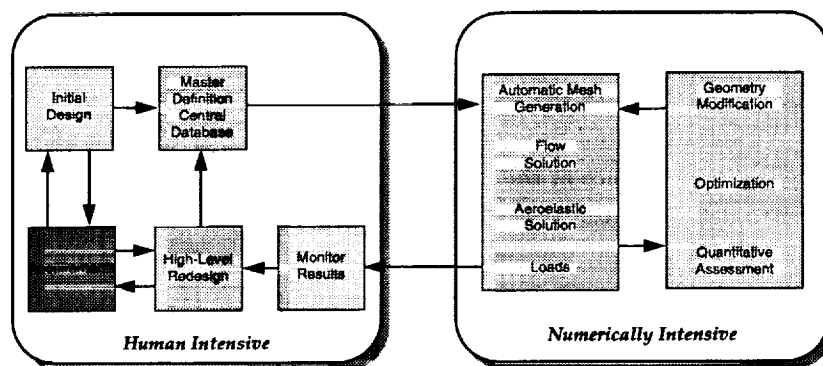 Initial
Design
Master
Definition
Central
Database
High-Level
Redesign
Monitor
Results
Human Intensive
Automatic Mesh
Generation
Flow
Solution
Aeroelastic
Solution
Loads
Geometry
Modification
Optimization
Quantitative
Assessment
Numerically Intensive